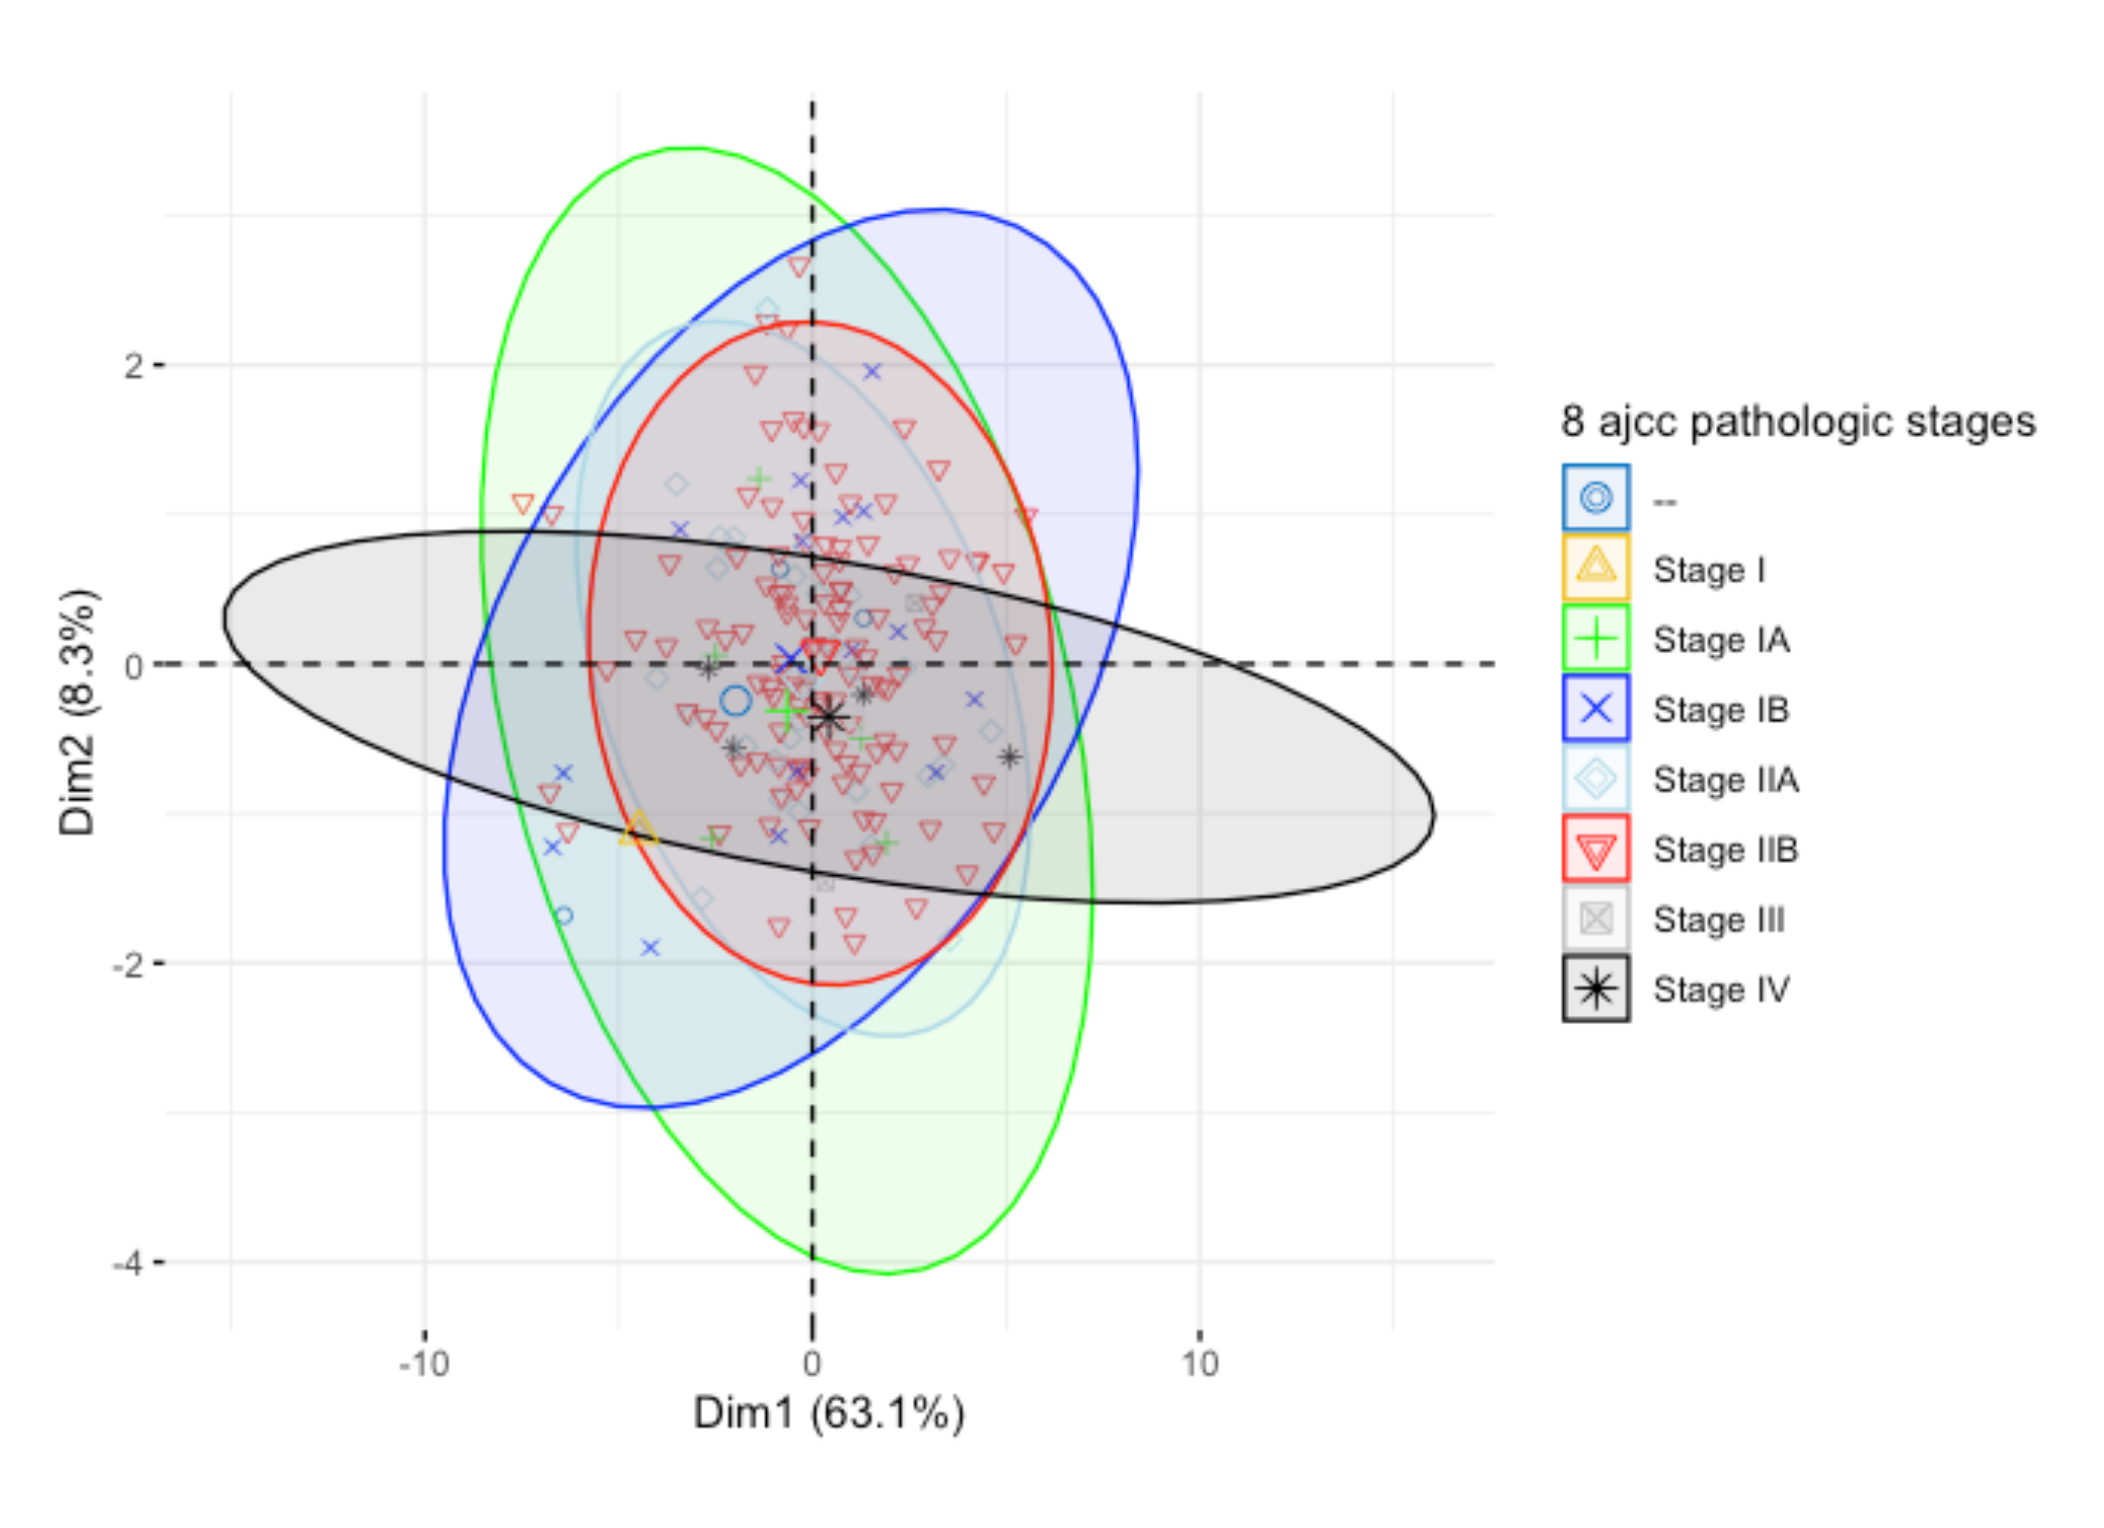 2
0
-2
-4
Dim2 (8.3%)
-10
0
10
Dim1 (63.1%)
8 ajcc pathologic stages
--
Stage I
Stage IA
Stage IB
Stage IIA
Stage IIB
Stage III
Stage IV